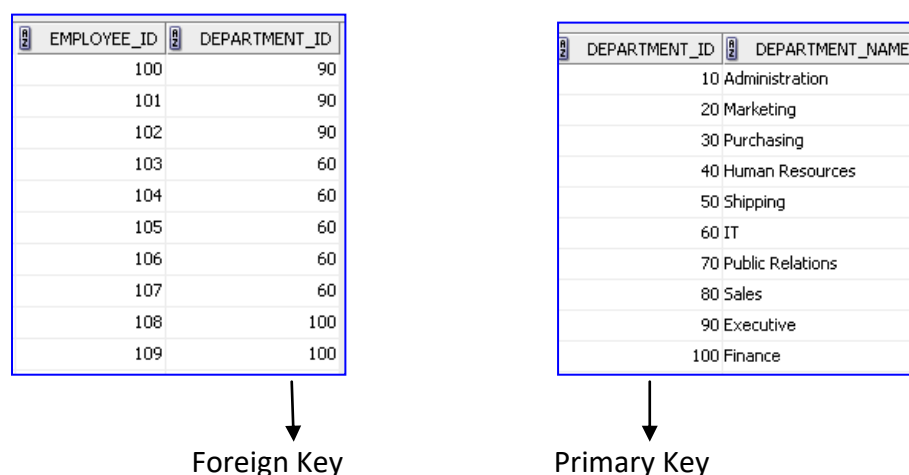 EMPLOYEE_ID DEPARTMENT_ID
100 90
101 90
102 90
103 60
104 60
105 60
106 60
107 60
108 100
109 100
DEPARTMENT_ID DEPARTMENT_NAME
10 Administration
20 Marketing
30 Purchasing
40 Human Resources
50 Shipping
60 IT
70 Public Relations
80 Sales
90 Executive
100 Finance
Foreign Key
Primary Key